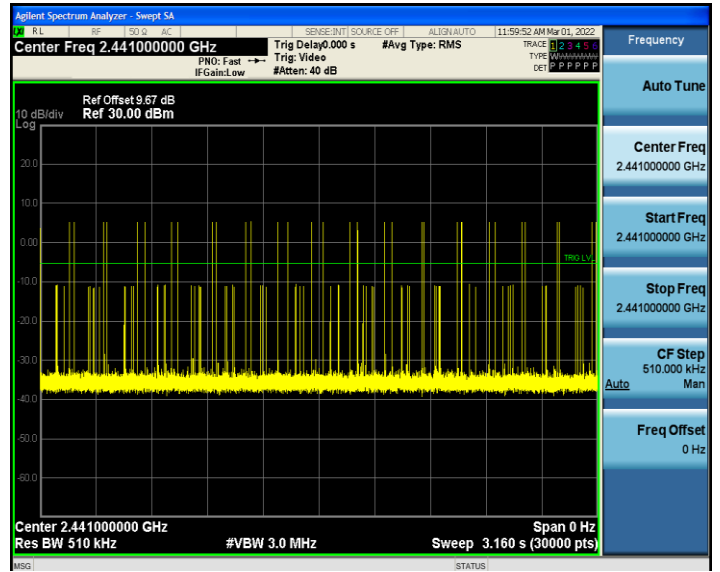 Agilent Spectrum Analyzer - Swept SA
RL RF 50 Ω AC SENSE:INT SOURCE OFF ALIGNAUTO 11:59:52 AM Mar 01, 2022
Center Freq 2.441000000 GHz
PNO: Fast
IFGain:Low
Trig Delay0.000 s
Trig: Video
#Atten: 40 dB
#Avg Type: RMS
TRACE 1 2 3 4 5 6
TYPE
DET P P P P P P
Ref Offset 9.67 dB
10 dB/div Ref 30.00 dBm
Log
20.0
10.0
0.00
TRIG LVL
-10.0
-20.0
-30.0
-40.0
-50.0
-60.0
Center 2.441000000 GHz Span 0 Hz
Res BW 510 kHz #VBW 3.0 MHz Sweep 3.160 s (30000 pts)
MSG STATUS
Frequency
Auto Tune
Center Freq
2.441000000 GHz
Start Freq
2.441000000 GHz
Stop Freq
2.441000000 GHz
CF Step
510.000 kHz
Auto Man
Freq Offset
0 Hz